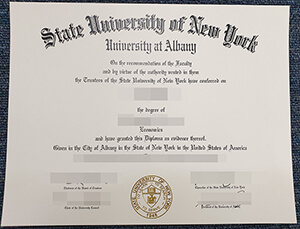 State University of New York
University at Albany
On the recommendation of the Faculty
and by virtue of the authority vested in them
the Trustees of the State University of New York have conferred on
the degree of
Economics
and have granted this Diploma as evidence thereof.
Given in the City of Albany in the State of New York in the United States of America